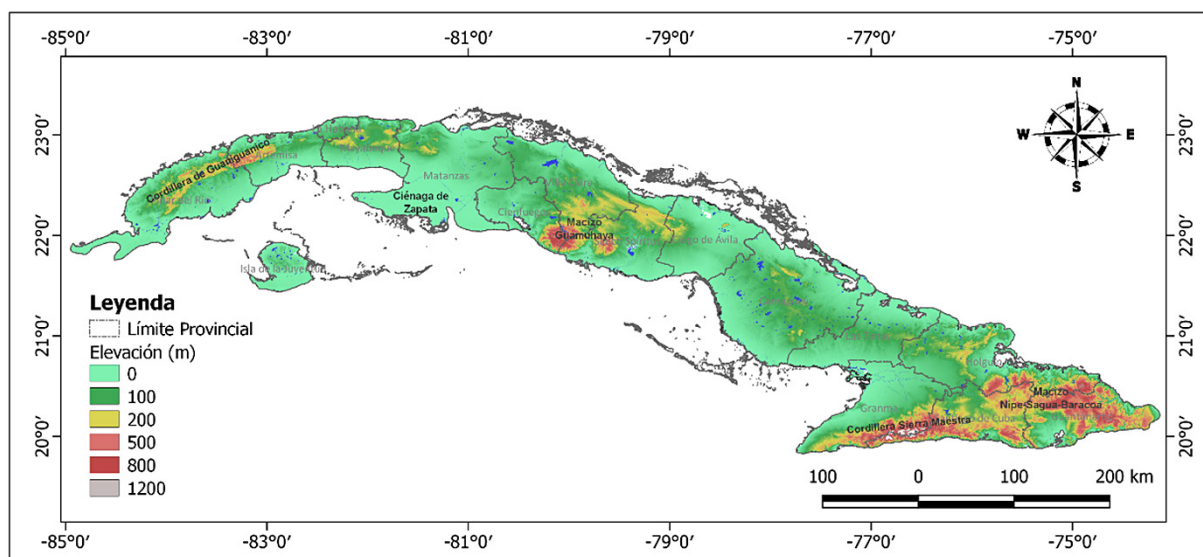 -85°0' -83°0' -81°0' -79°0' -77°0' -75°0'
N
W E
S
23°0' 23°0'
22°0' 22°0'
21°0' 21°0'
20°0' 20°0'
Cordillera de Guaniguanico
Artemisa
Matanzas
Ciénaga de
Zapata
Cienfuegos
Macizo
Guamuhaya
Ciego de Ávila
Isla de la Juventud
Holguín
Granma
Macizo
Nipe-Sagua-Baracoa
Cordillera Sierra Maestra
Leyenda
Límite Provincial
Elevación (m)
0
100
200
500
800
1200
100 0 100 200 km
-85°0' -83°0' -81°0' -79°0' -77°0' -75°0'